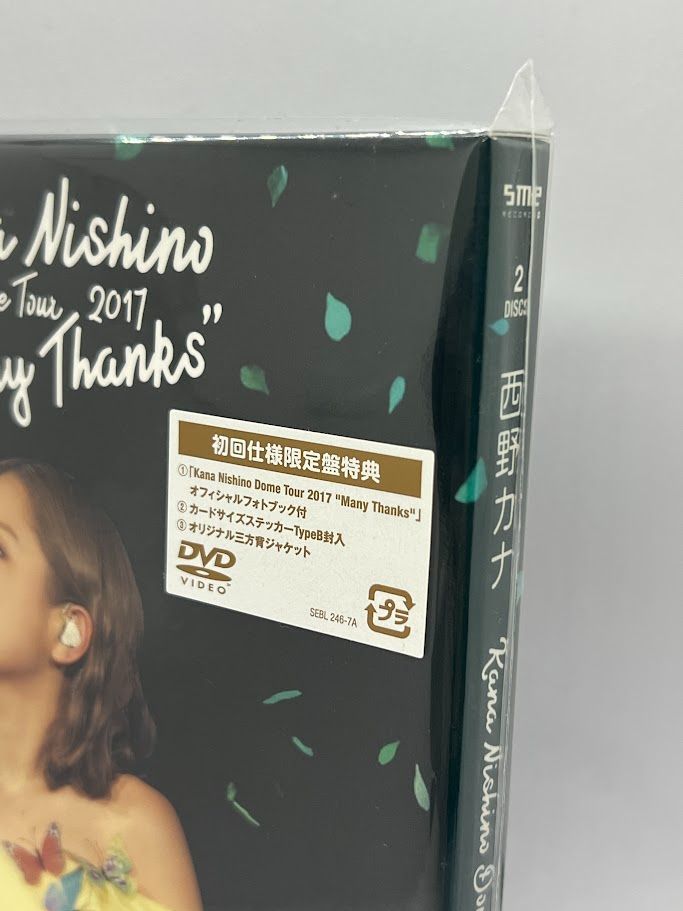 Nishino
Tour 2017
Thanks”
初回仕様限定盤特典
①「Kana Nishino Dome Tour 2017 "Many Thanks"」
オフィシャルフォトブック付
②カードサイズステッカーTypeB封入
③オリジナル三方背ジャケット
DVD
VIDEO
SEBL 246-7A
プラ
SME
RECORDS
2
DISCS
西野カナ
Kana Nishino